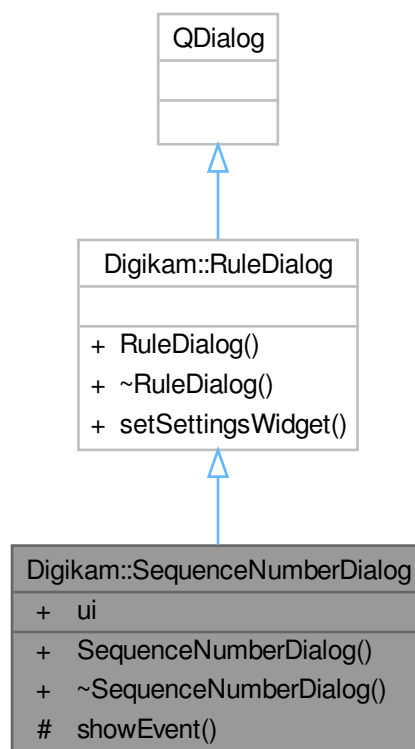 QDialog
Digikam::RuleDialog
+ RuleDialog()
+ ~RuleDialog()
+ setSettingsWidget()
Digikam::SequenceNumberDialog
+ ui
+ SequenceNumberDialog()
+ ~SequenceNumberDialog()
# showEvent()